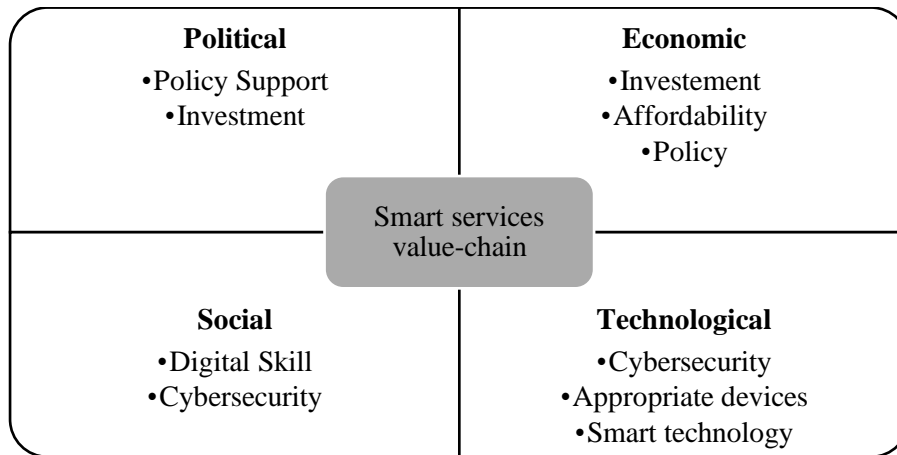 Political
•Policy Support
•Investment
Economic
•Investement
•Affordability
•Policy
Smart services
value-chain
Social
•Digital Skill
•Cybersecurity
Technological
•Cybersecurity
•Appropriate devices
•Smart technology